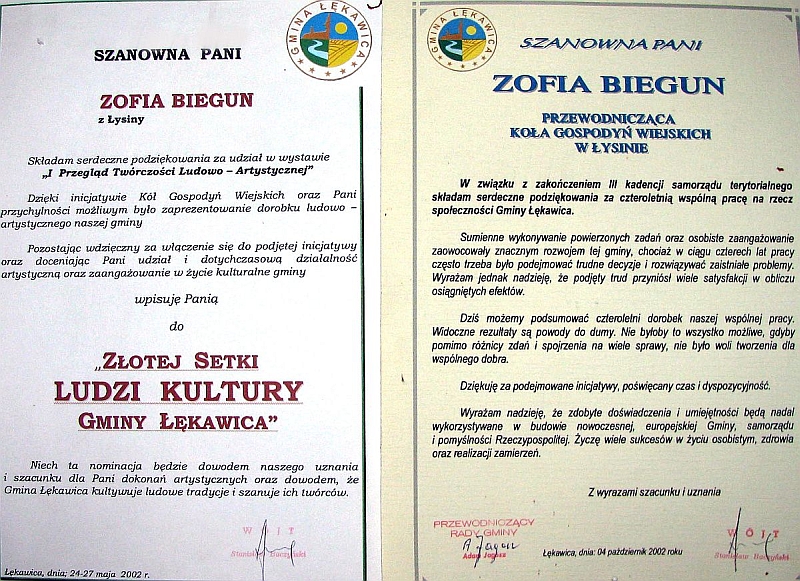 GMINA ŁĘKAWICA
SZANOWNA PANI
ZOFIA BIEGUN
z Łysiny
Składam serdeczne podziękowania za udział w wystawie
„I Przegląd Twórczości Ludowo – Artystycznej"
Dzięki inicjatywie Kół Gospodyń Wiejskich oraz Pani
przychylności możliwym było zaprezentowanie dorobku ludowo –
artystycznego naszej gminy
Pozostając wdzięczny za włączenie się do podjętej inicjatywy
oraz doceniając Pani udział i dotychczasową działalność
artystyczną oraz zaangażowanie w życie kulturalne gminy
wpisuję Panią
do
„ZŁOTEJ SETKI
LUDZI KULTURY
GMINY ŁĘKAWICA”
Niech ta nominacja będzie dowodem naszego uznania
i szacunku dla Pani dokonań artystycznych oraz dowodem, że
Gmina Łękawica kultywuje ludowe tradycje i szanuje ich twórców.
WÓJT
Stanisław Baczyński
Łękawica, dnia; 24-27 maja 2002 r.
GMINA ŁĘKAWICA
SZANOWNA PANI
ZOFIA BIEGUN
PRZEWODNICZĄCA
KOŁA GOSPODYŃ WIEJSKICH
W ŁYSINIE
W związku z zakończeniem III kadencji samorządu terytorialnego
składam serdeczne podziękowania za czteroletnią wspólną pracę na rzecz
społeczności Gminy Łękawica.
Sumienne wykonywanie powierzonych zadań oraz osobiste zaangażowanie
zaowocowały znacznym rozwojem tej gminy, chociaż w ciągu czterech lat pracy
często trzeba było podejmować trudne decyzje i rozwiązywać zaistniałe problemy.
Wyrażam jednak nadzieję, że podjęty trud przyniósł wiele satysfakcji w obliczu
osiągniętych efektów.
Dziś możemy podsumować czteroletni dorobek naszej wspólnej pracy.
Widoczne rezultaty są powody do dumy. Nie byłoby to wszystko możliwe, gdyby
pomimo różnicy zdań i spojrzenia na wiele sprawy, nie było woli tworzenia dla
wspólnego dobra.
Dziękuję za podejmowane inicjatywy, poświęcany czas i dyspozycyjność.
Wyrażam nadzieję, że zdobyte doświadczenia i umiejętności będą nadal
wykorzystywane w budowie nowoczesnej, europejskiej Gminy, samorządu
i pomyślności Rzeczypospolitej. Życzę wiele sukcesów w życiu osobistym, zdrowia
oraz realizacji zamierzeń.
Z wyrazami szacunku i uznania
PRZEWODNICZĄCY
RADY GMINY
A Jagosz
Adam Jagosz
WÓJT
Stanisław Baczyński
Łękawica, dnia: 04 październik 2002 roku